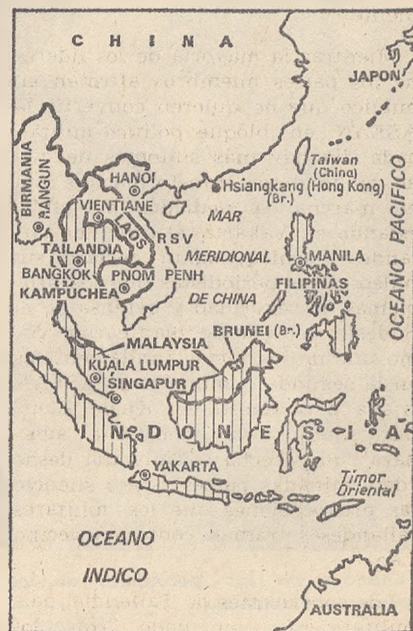 CHINA
JAPON
BIRMANIA
RANGUN
HANOI
Taiwan
(China)
Hsiangkang (Hong Kong)
(Br.)
VIENTIANE
LAOS
MAR
MERIDIONAL
DE CHINA
RSV
TAILANDIA
BANGKOK
PNOM PENH
KAMPUCHEA
MANILA
FILIPINAS
OCEANO PACIFICO
BRUNEI (Br.)
MALAYSIA
KUALA LUMPUR
SINGAPUR
INDONESIA
YAKARTA
Timor
Oriental
OCEANO
INDICO
AUSTRALIA